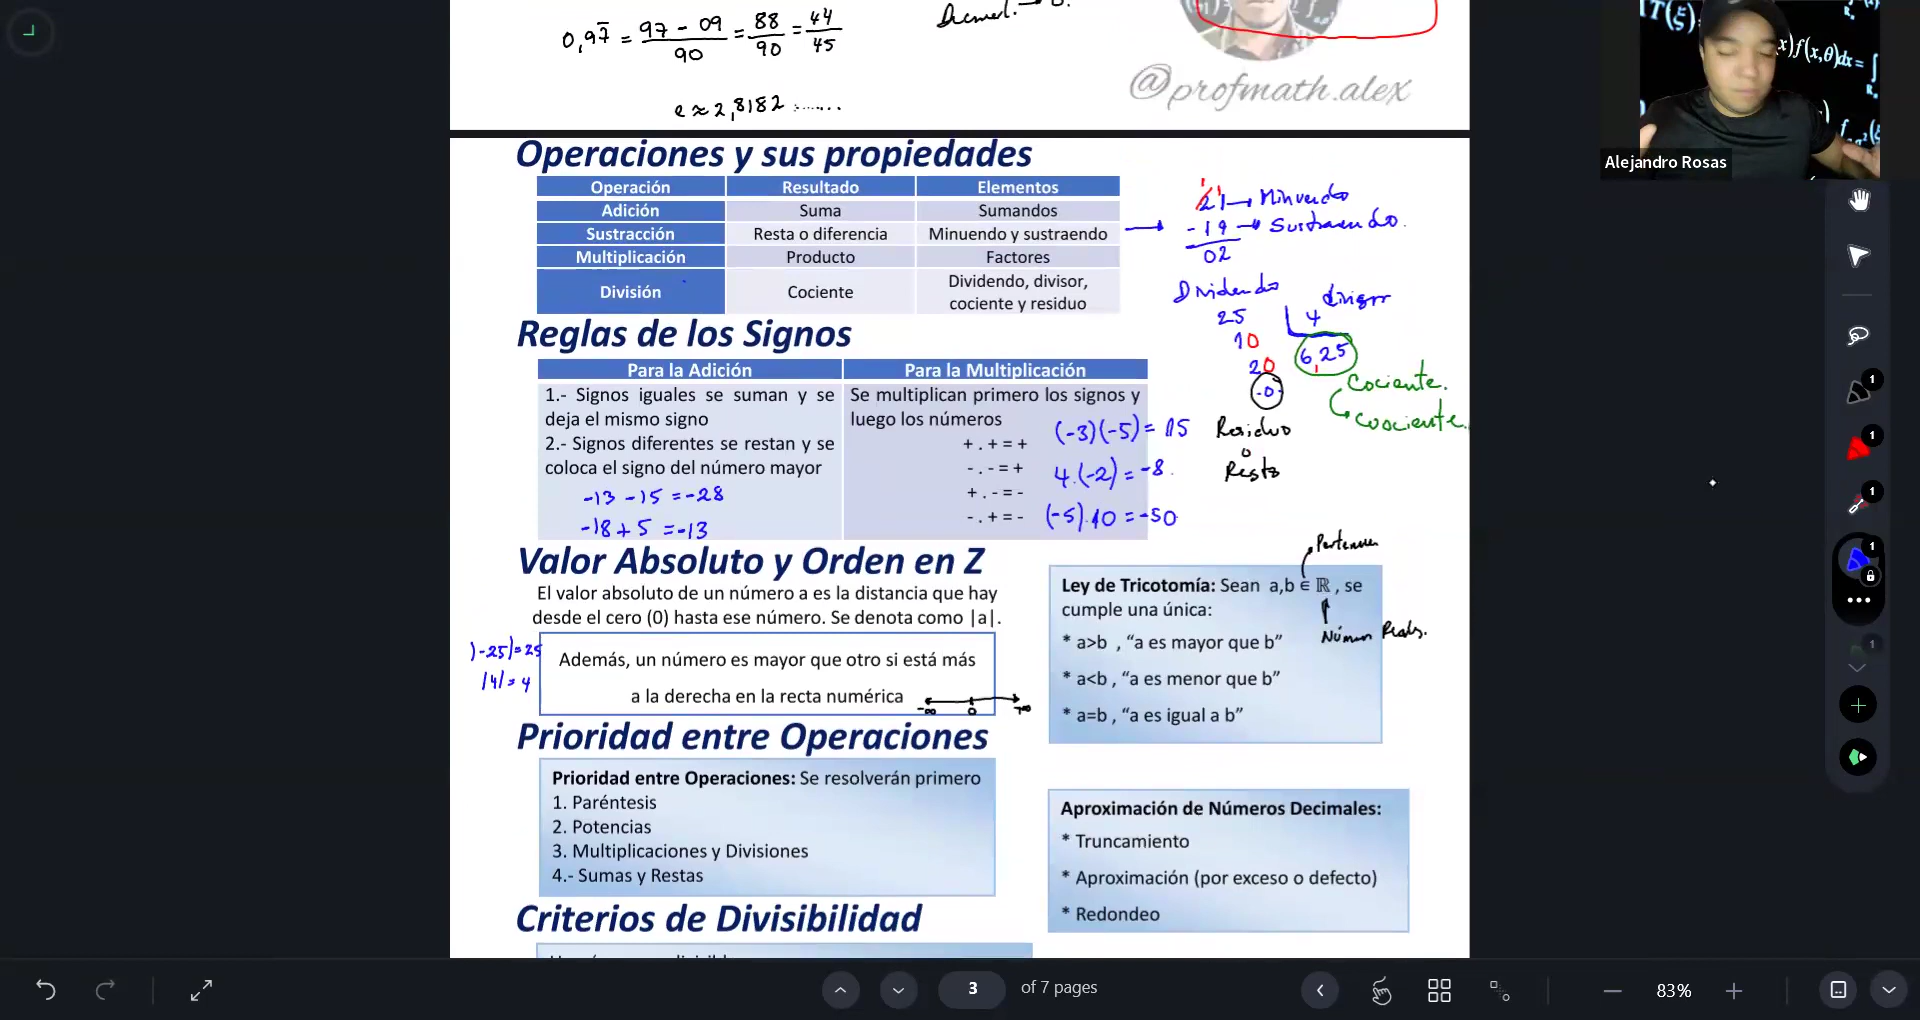 0,97 = 97 - 09 / 90 = 88 / 90 = 44 / 45
e ≈ 2,8182 ......
@profmath.alex
Alejandro Rosas
Operaciones y sus propiedades
Operación Resultado Elementos
Adición Suma Sumandos
Sustracción Resta o diferencia Minuendo y sustraendo
Multiplicación Producto Factores
División Cociente Dividendo, divisor,
cociente y residuo
21 → Minuendo
- 19 → Sustraendo.
02
Dividendo divisor
25 4
10 6,25
20
-0-
Cociente.
Cuociente.
Residuo
o
Resto
Reglas de los Signos
Para la Adición Para la Multiplicación
1.- Signos iguales se suman y se
deja el mismo signo
2.- Signos diferentes se restan y se
coloca el signo del número mayor
-13 -15 = -28
-18 + 5 = -13
Se multiplican primero los signos y
luego los números
+ . + = +
- . - = +
+ . - = -
- . + = -
(-3)(-5) = 15
4.(-2) = -8
(-5).10 = -50
Valor Absoluto y Orden en Z
El valor absoluto de un número a es la distancia que hay
desde el cero (0) hasta ese número. Se denota como |a|.
|-25| = 25
|4| = 4
Además, un número es mayor que otro si está más
a la derecha en la recta numérica
-∞ 0 +∞
Ley de Tricotomía: Sean a,b ∈ ℝ , se
cumple una única:
* a>b , “a es mayor que b”
* a<b , “a es menor que b”
* a=b , “a es igual a b”
Prioridad entre Operaciones
Prioridad entre Operaciones: Se resolverán primero
1. Paréntesis
2. Potencias
3. Multiplicaciones y Divisiones
4.- Sumas y Restas
Aproximación de Números Decimales:
* Truncamiento
* Aproximación (por exceso o defecto)
* Redondeo
Criterios de Divisibilidad
3 of 7 pages
83%